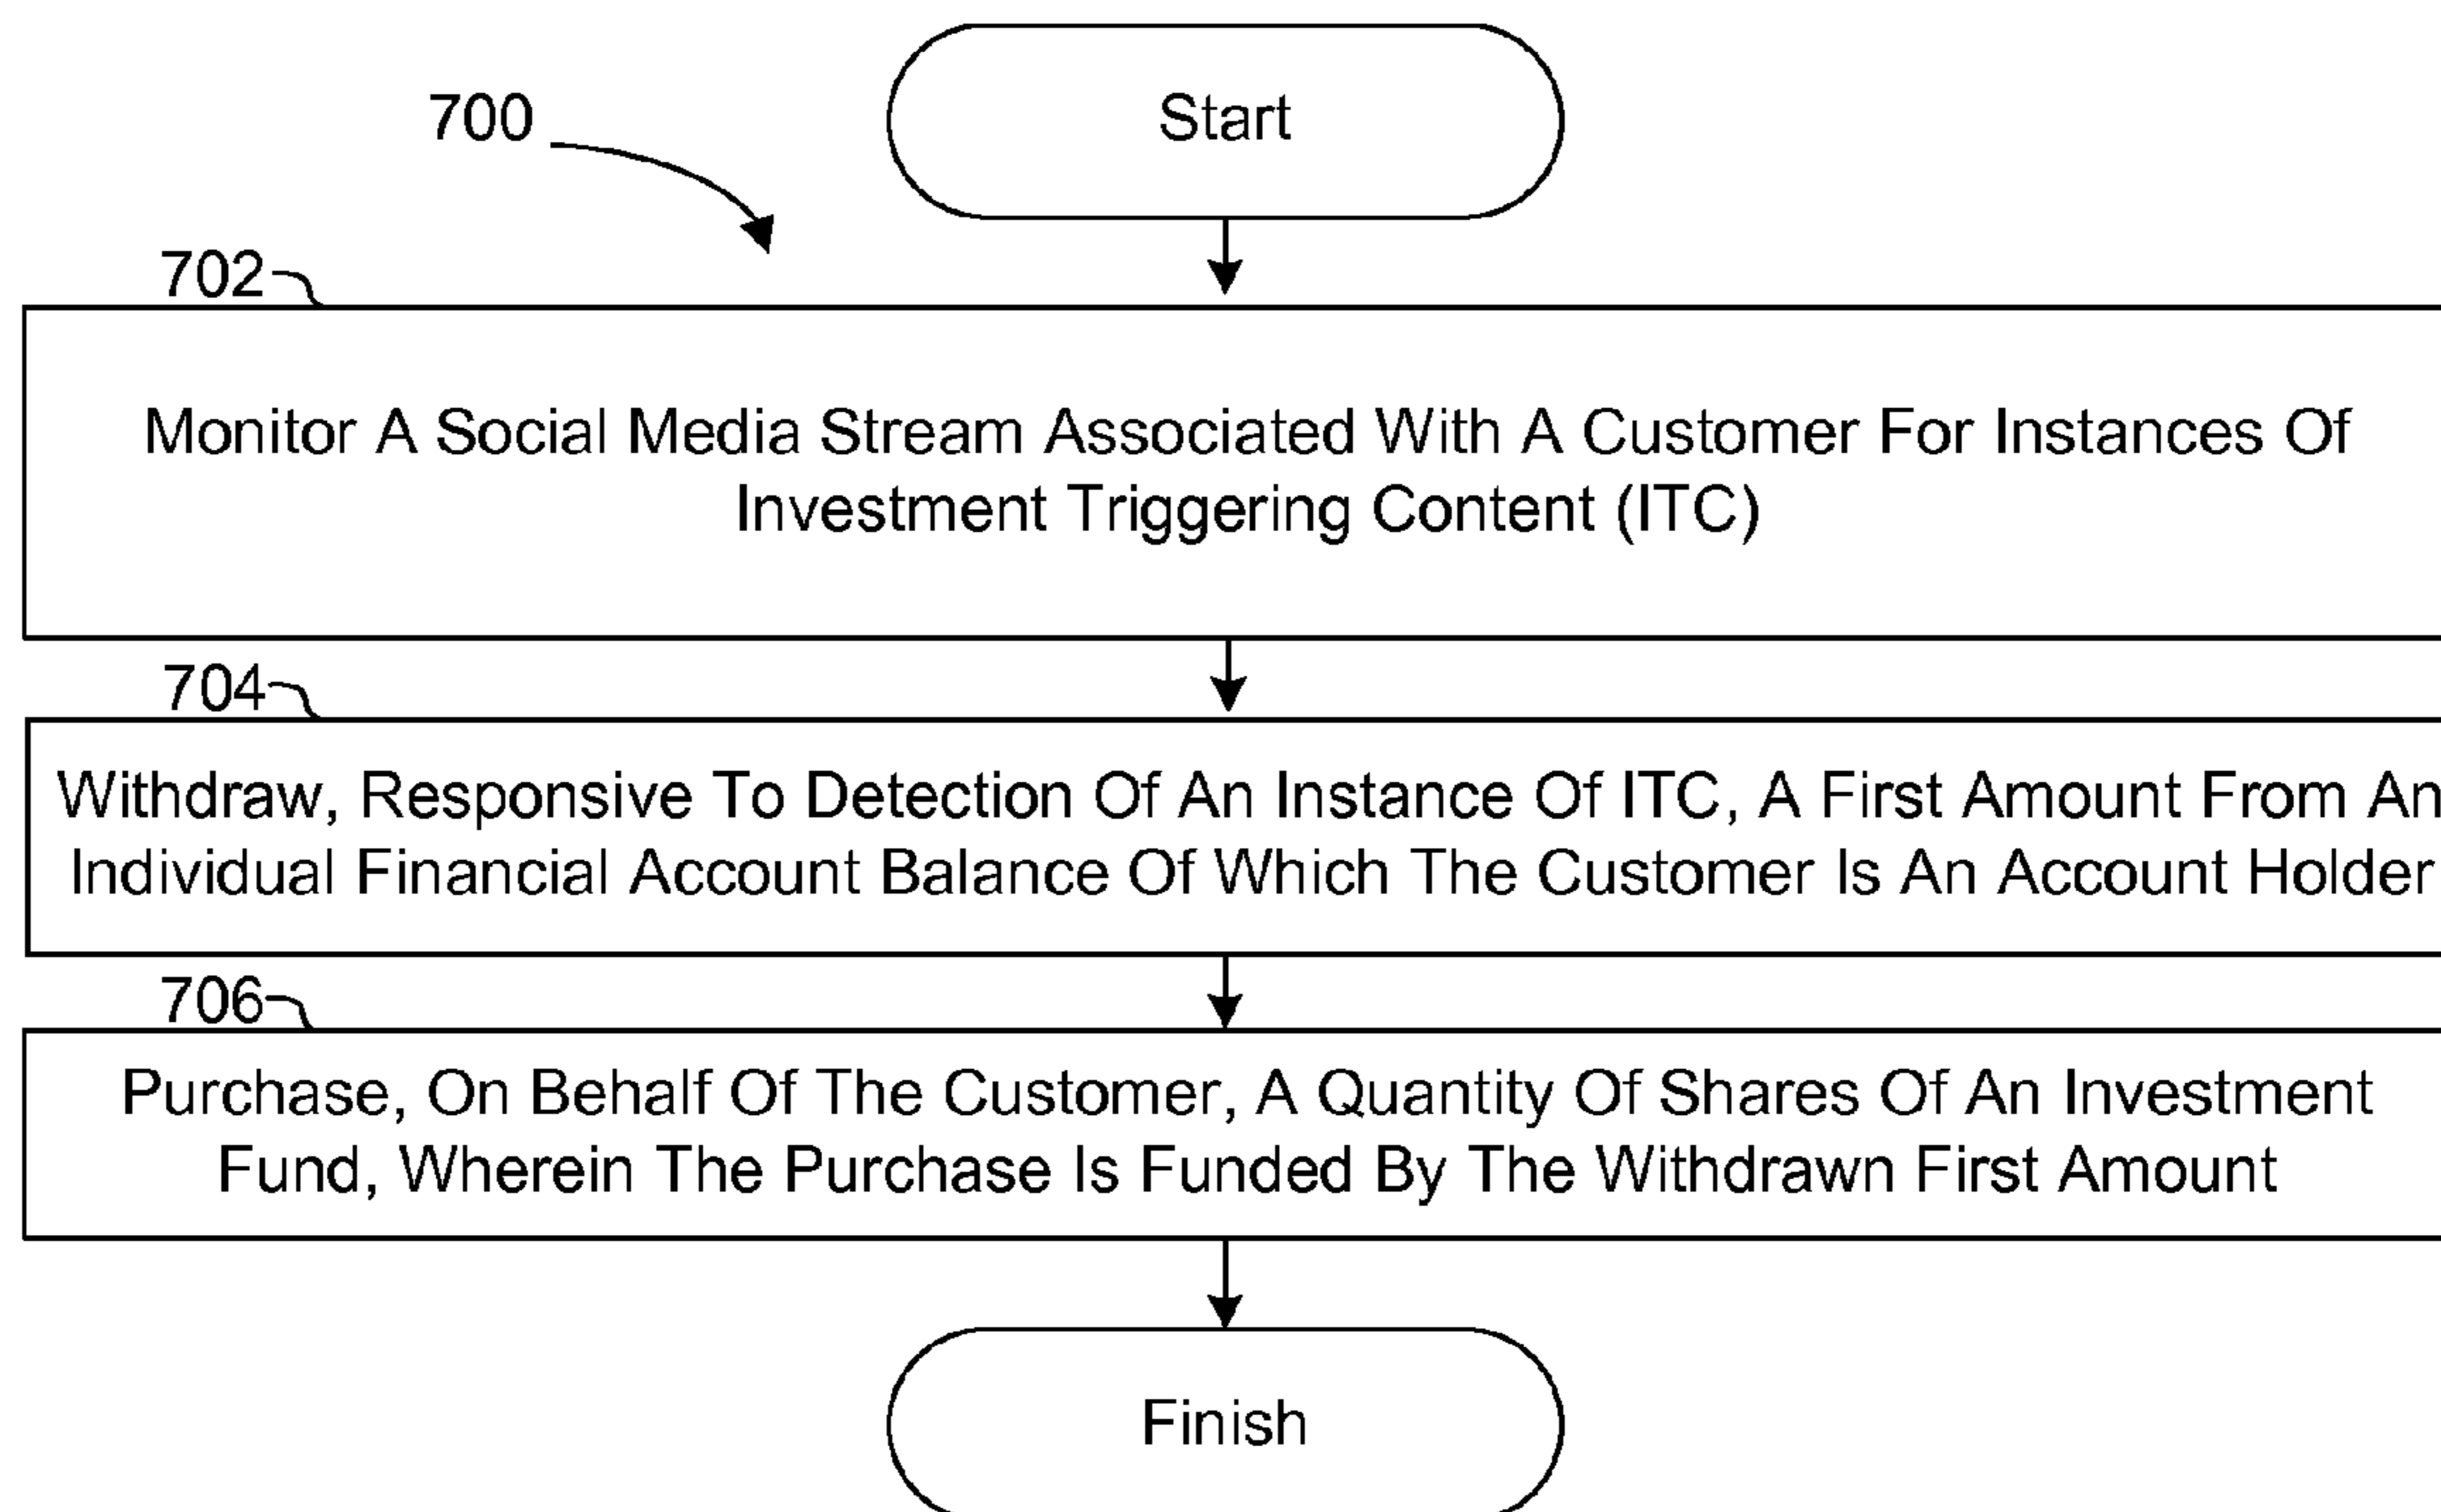 Start
700
702
Monitor A Social Media Stream Associated With A Customer For Instances Of
Investment Triggering Content (ITC)
704
Withdraw, Responsive To Detection Of An Instance Of ITC, A First Amount From An
Individual Financial Account Balance Of Which The Customer Is An Account Holder
706
Purchase, On Behalf Of The Customer, A Quantity Of Shares Of An Investment
Fund, Wherein The Purchase Is Funded By The Withdrawn First Amount
Finish